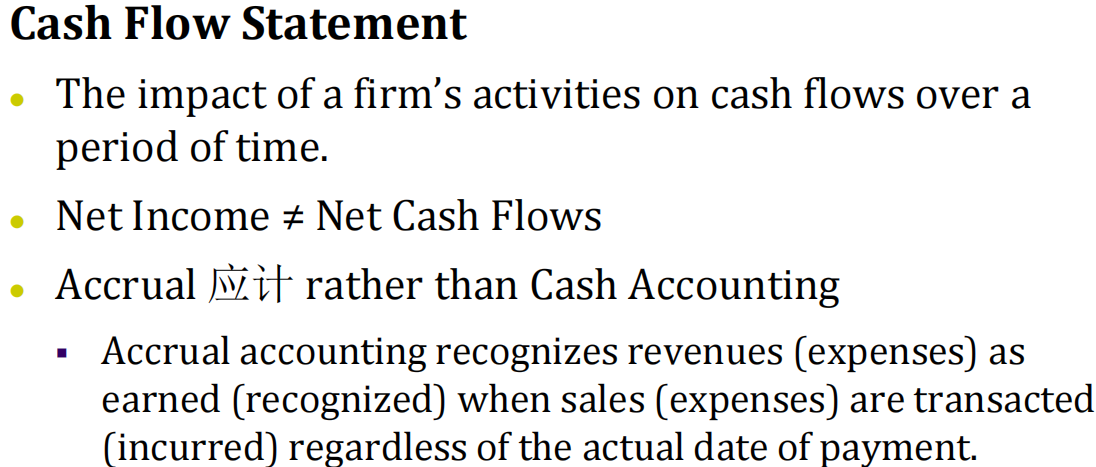 Cash Flow Statement
• The impact of a firm’s activities on cash flows over a
period of time.
• Net Income ≠ Net Cash Flows
• Accrual 应计 rather than Cash Accounting
▪ Accrual accounting recognizes revenues (expenses) as
earned (recognized) when sales (expenses) are transacted
(incurred) regardless of the actual date of payment.